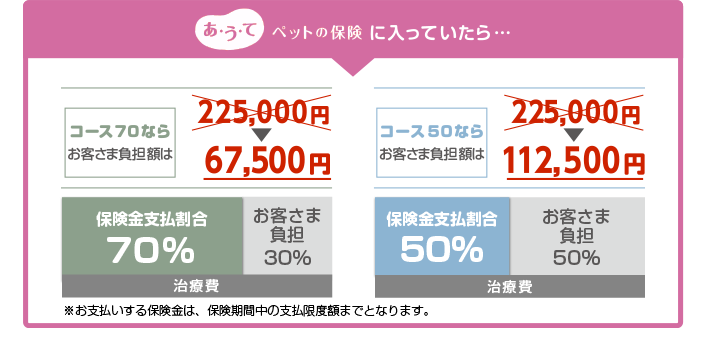 あ・う・て ペットの保険 に入っていたら…
225,000円
コース70なら
お客さま負担額は
67,500円
保険金支払割合
70%
お客さま
負担
30%
治療費
225,000円
コース50なら
お客さま負担額は
112,500円
保険金支払割合
50%
お客さま
負担
50%
治療費
※お支払いする保険金は、保険期間中の支払限度額までとなります。